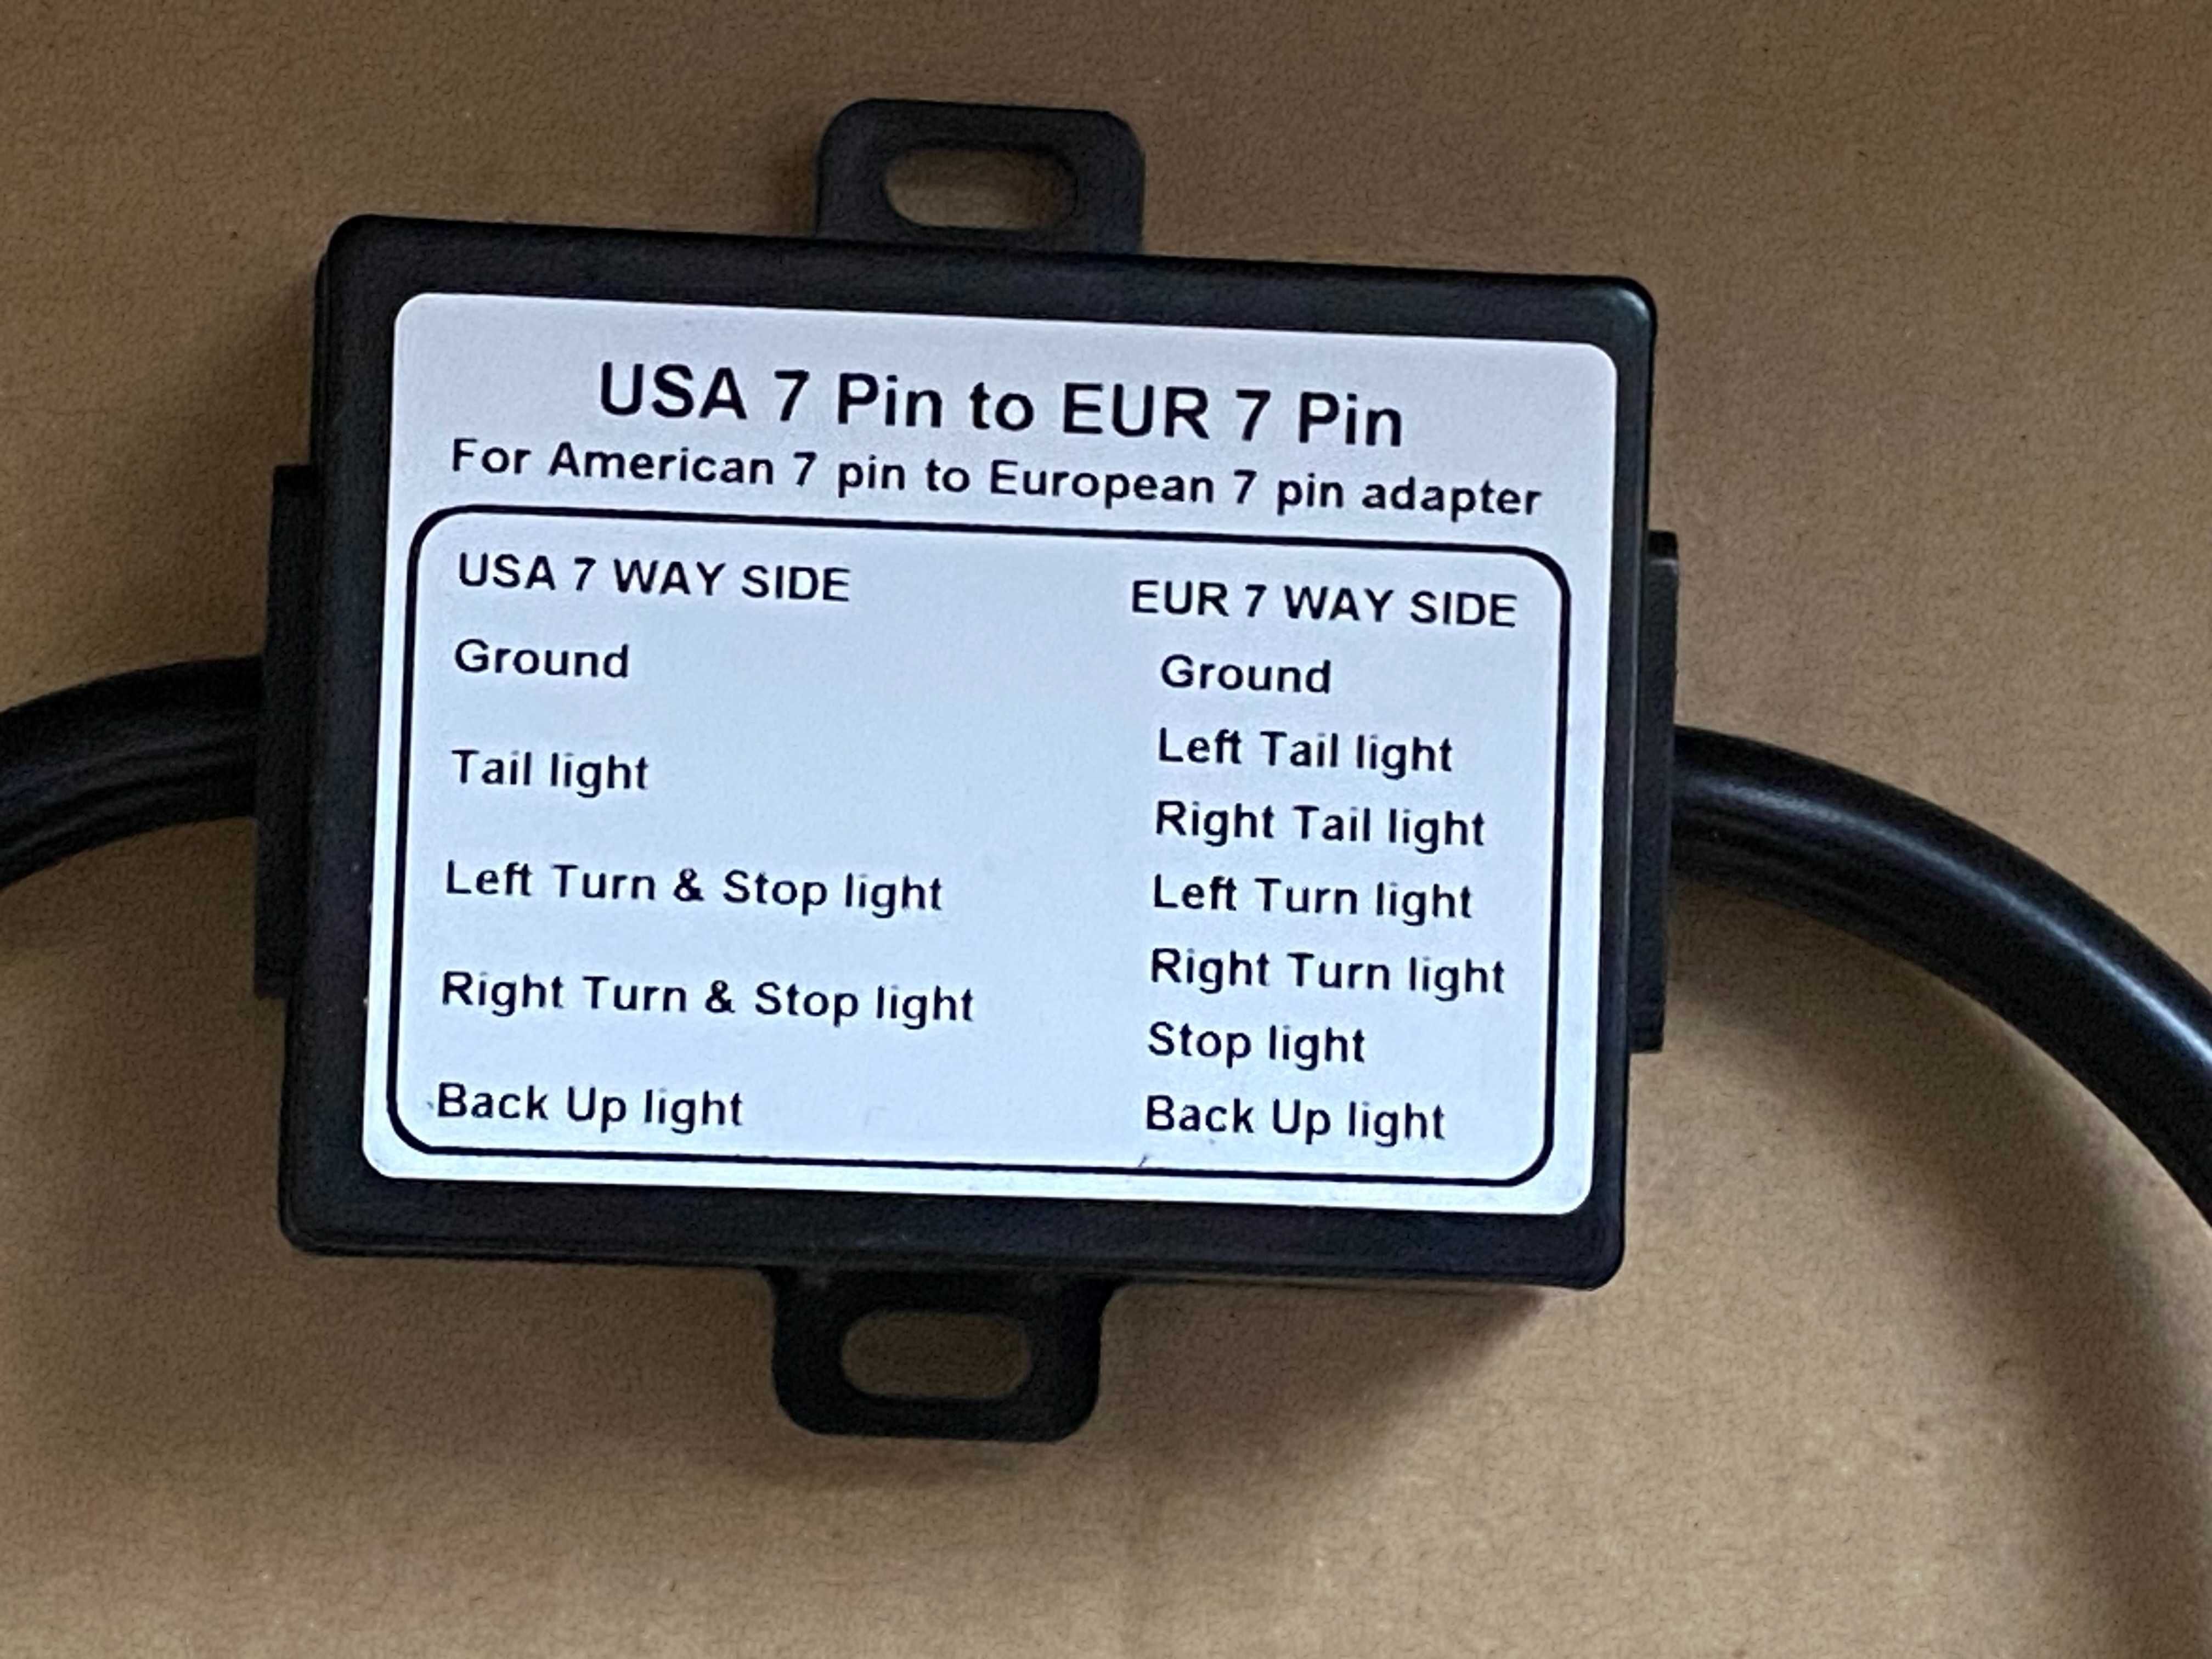 USA 7 Pin to EUR 7 Pin
For American 7 pin to European 7 pin adapter
USA 7 WAY SIDE
Ground
Tail light
Left Turn & Stop light
Right Turn & Stop light
Back Up light
EUR 7 WAY SIDE
Ground
Left Tail light
Right Tail light
Left Turn light
Right Turn light
Stop light
Back Up light